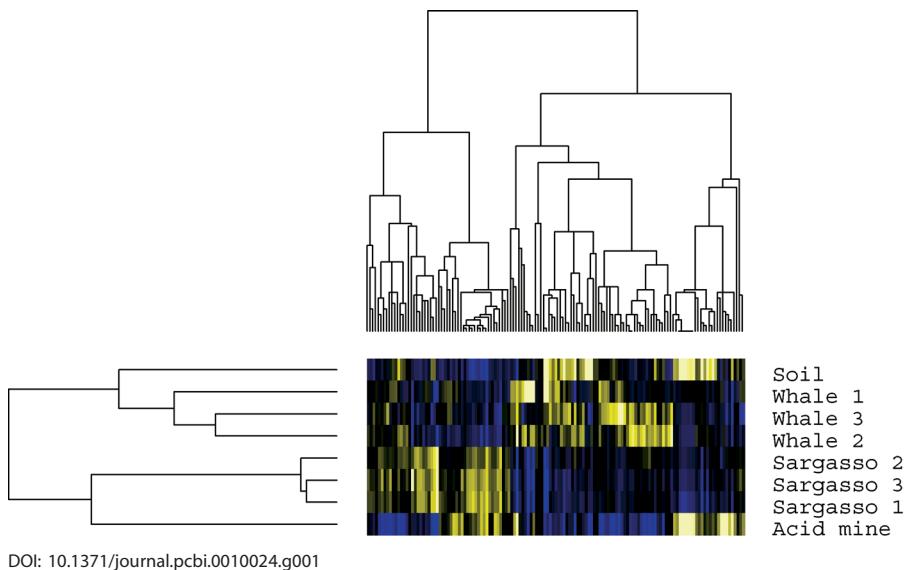 Soil
Whale 1
Whale 3
Whale 2
Sargasso 2
Sargasso 3
Sargasso 1
Acid mine
DOI: 10.1371/journal.pcbi.0010024.g001